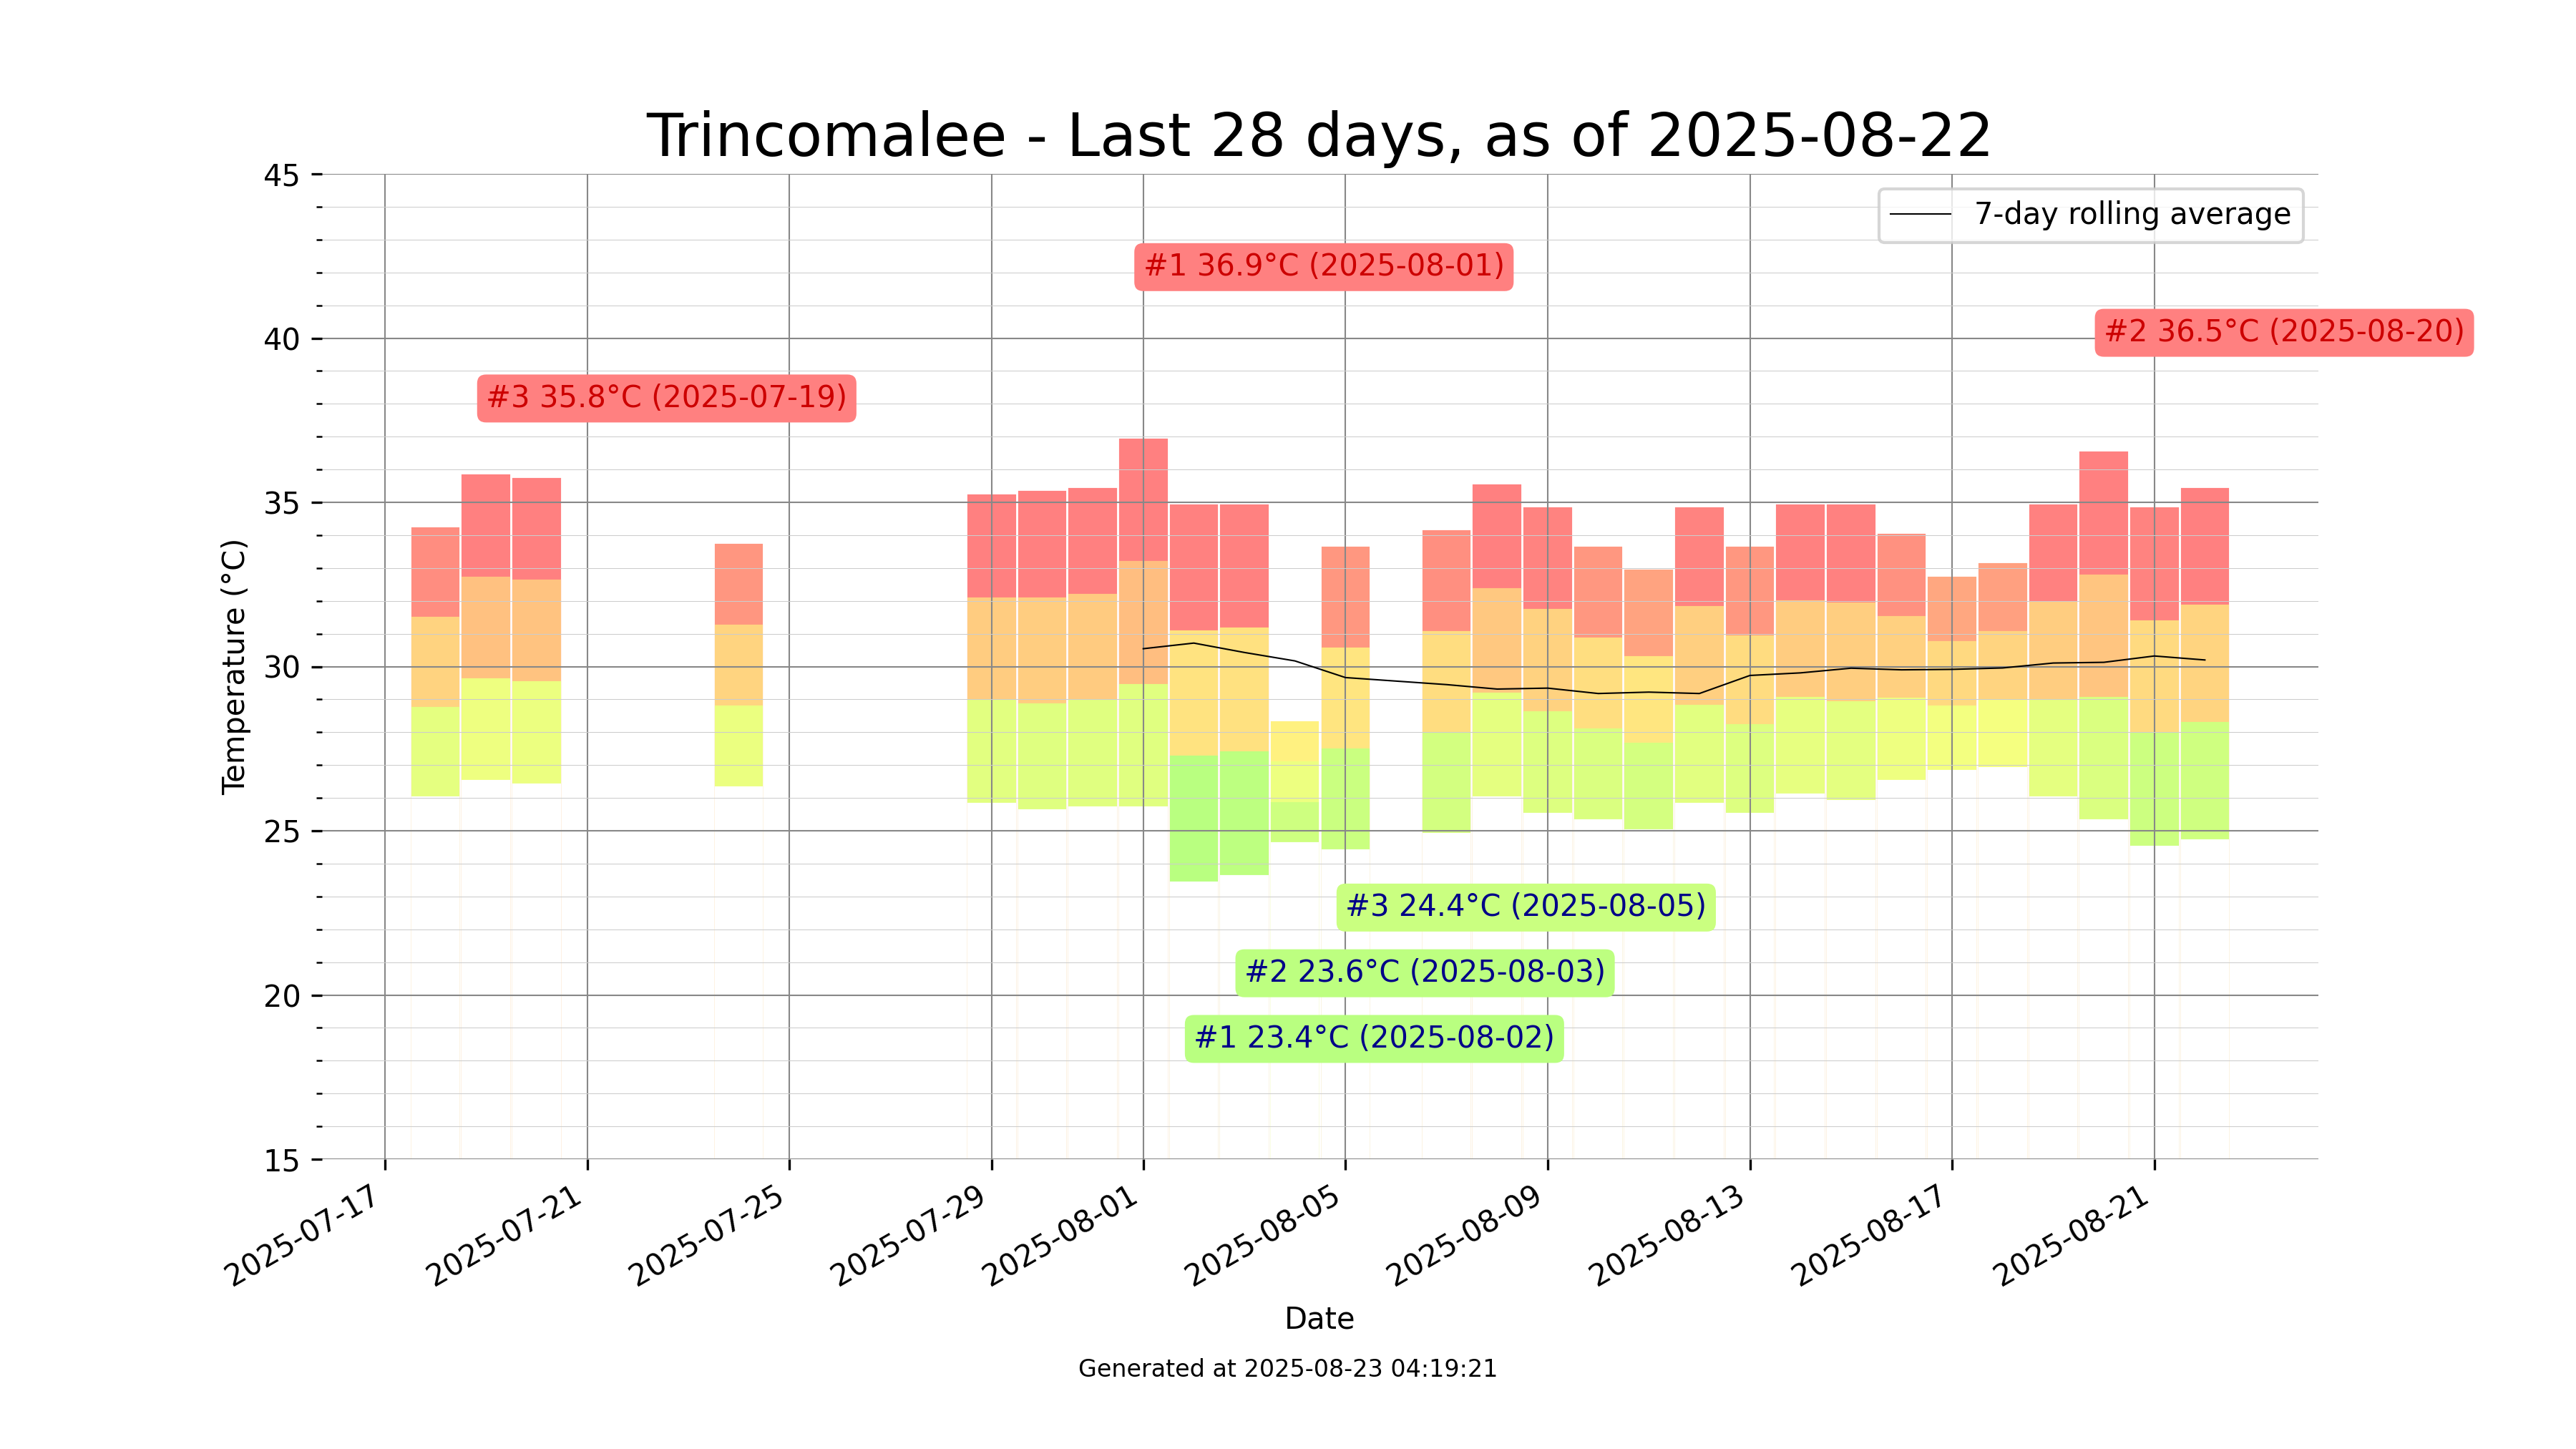 Trincomalee - Last 28 days, as of 2025-08-22
7-day rolling average
#1 36.9°C (2025-08-01)
#2 36.5°C (2025-08-20)
#3 35.8°C (2025-07-19)
#3 24.4°C (2025-08-05)
#2 23.6°C (2025-08-03)
#1 23.4°C (2025-08-02)
Temperature (°C)
45
40
35
30
25
20
15
2025-07-17
2025-07-21
2025-07-25
2025-07-29
2025-08-01
2025-08-05
2025-08-09
2025-08-13
2025-08-17
2025-08-21
Date
Generated at 2025-08-23 04:19:21